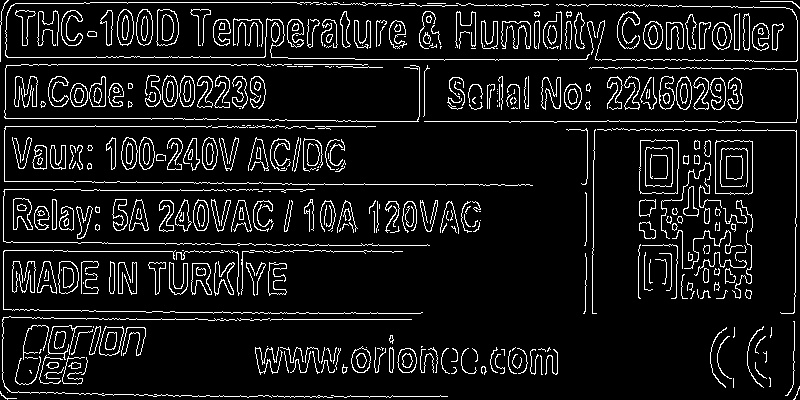 THC-100D Temperature & Humidity Controller
M.Code: 5002239
Serial No: 22450293
Vaux: 100-240V AC/DC
Relay: 5A 240VAC / 10A 120VAC
MADE IN TÜRKİYE
orion ee
www.orionee.com
CE